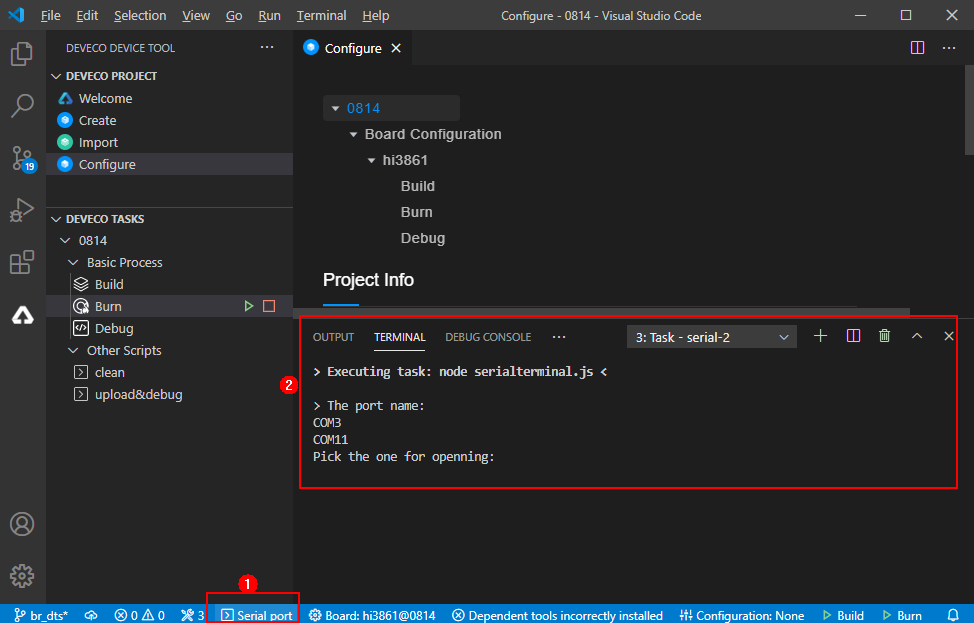 File Edit Selection View Go Run Terminal Help Configure - 0814 - Visual Studio Code
DEVECO DEVICE TOOL ···
DEVECO PROJECT
Welcome
Create
Import
Configure
19
DEVECO TASKS
0814
Basic Process
Build
Burn
Debug
Other Scripts
clean
upload&debug
Configure
0814
Board Configuration
hi3861
Build
Burn
Debug
Project Info
OUTPUT TERMINAL DEBUG CONSOLE ··· 3: Task - serial-2
> Executing task: node serialterminal.js <
2
> The port name:
COM3
COM11
Pick the one for openning:
1
br_dts* 0 0 3 Serial port Board: hi3861@0814 Dependent tools incorrectly installed Configuration: None Build Burn